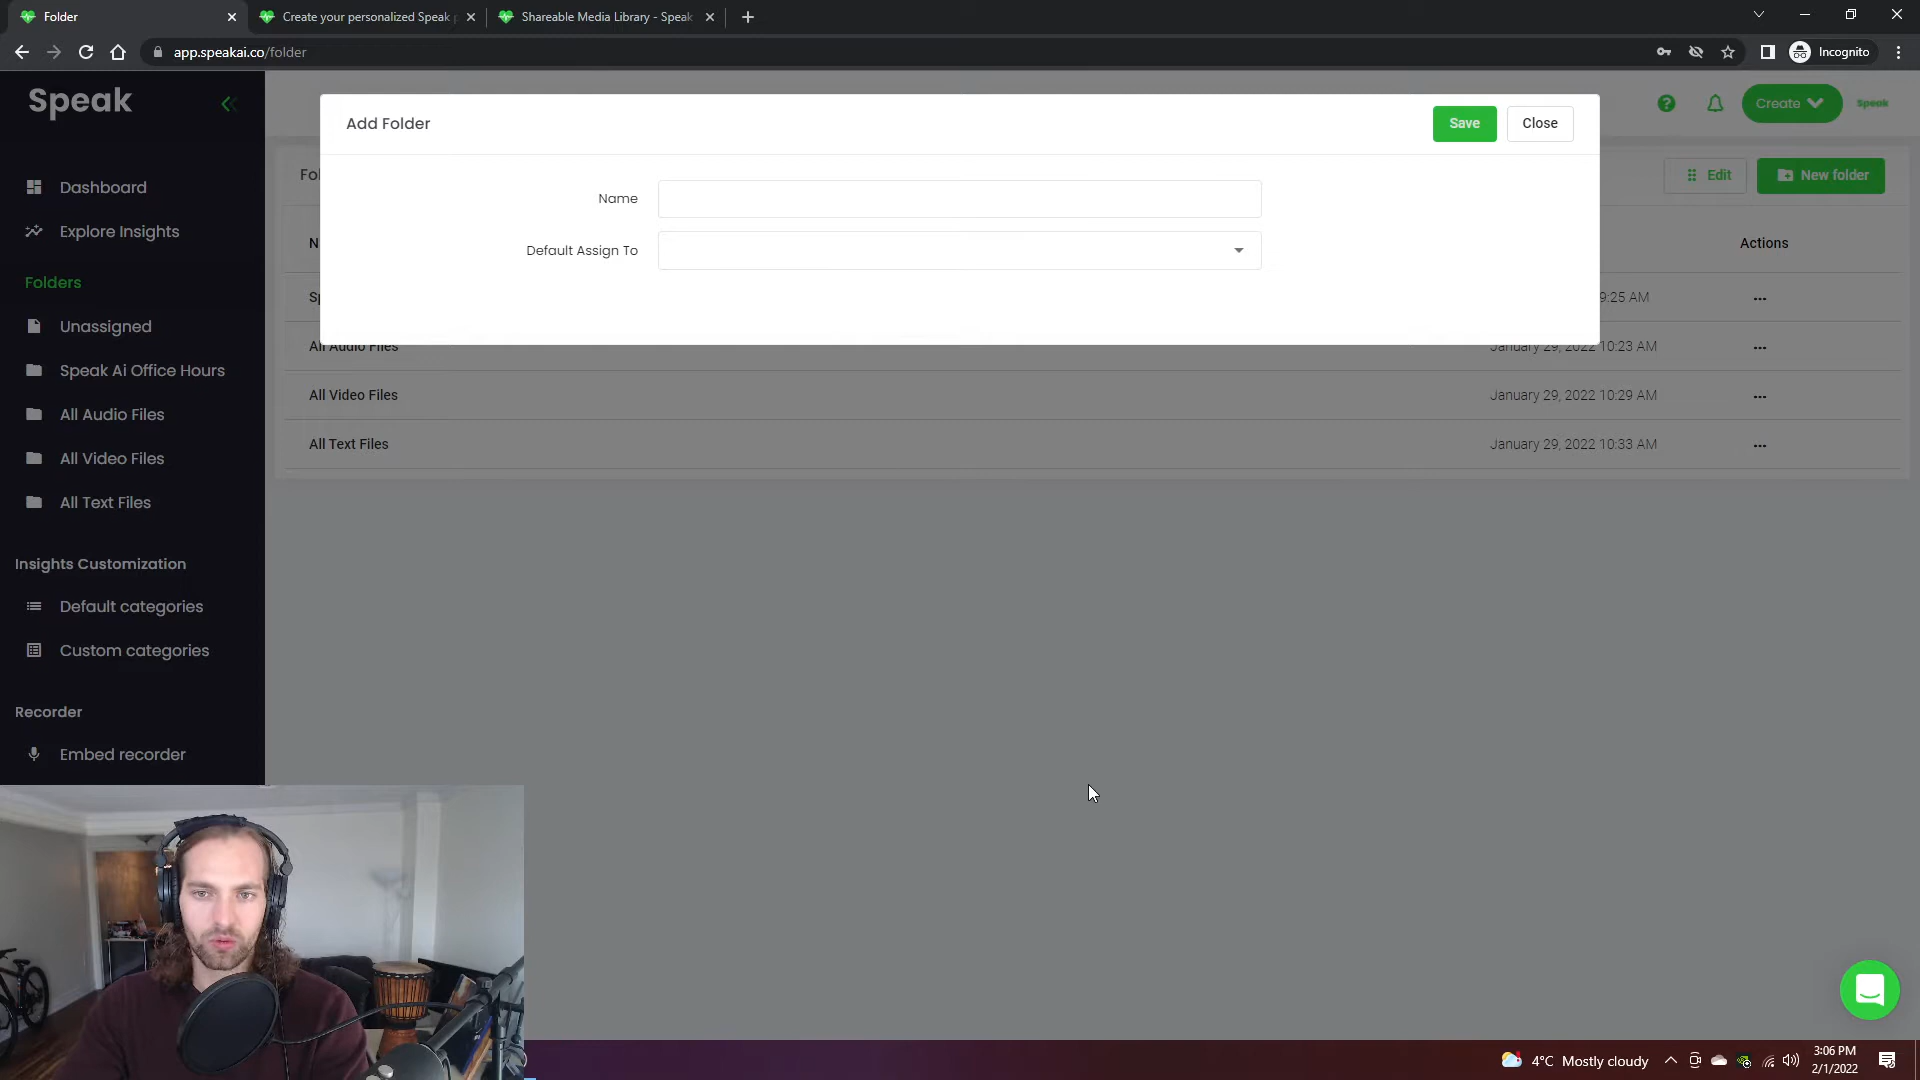 Folder
Create your personalized Speak p
Shareable Media Library - Speak
app.speakai.co/folder
Incognito
Speak
Add Folder
Save
Close
Create
Speak
Name
Default Assign To
Edit
New folder
Actions
Dashboard
Explore Insights
Folders
Unassigned
Speak Ai Office Hours
All Audio Files
All Video Files
All Text Files
Insights Customization
Default categories
Custom categories
Recorder
Embed recorder
9:25 AM
All Audio Files
January 29, 2022 10:23 AM
All Video Files
January 29, 2022 10:29 AM
All Text Files
January 29, 2022 10:33 AM
4°C Mostly cloudy
3:06 PM
2/1/2022